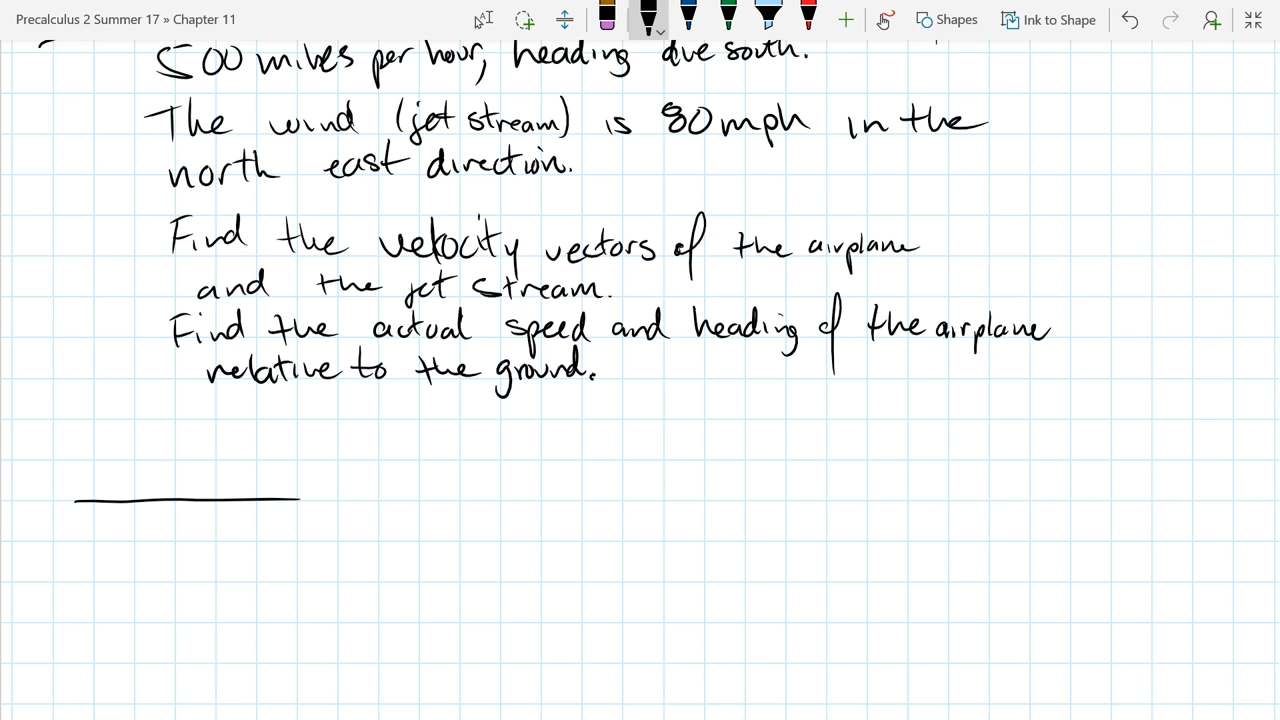 Precalculus 2 Summer 17 » Chapter 11
Shapes
Ink to Shape
500 miles per hour, heading due south.
The wind (jet stream) is 80 mph in the
north east direction.
Find the velocity vectors of the airplane
and the jet stream.
Find the actual speed and heading of the airplane
relative to the ground.